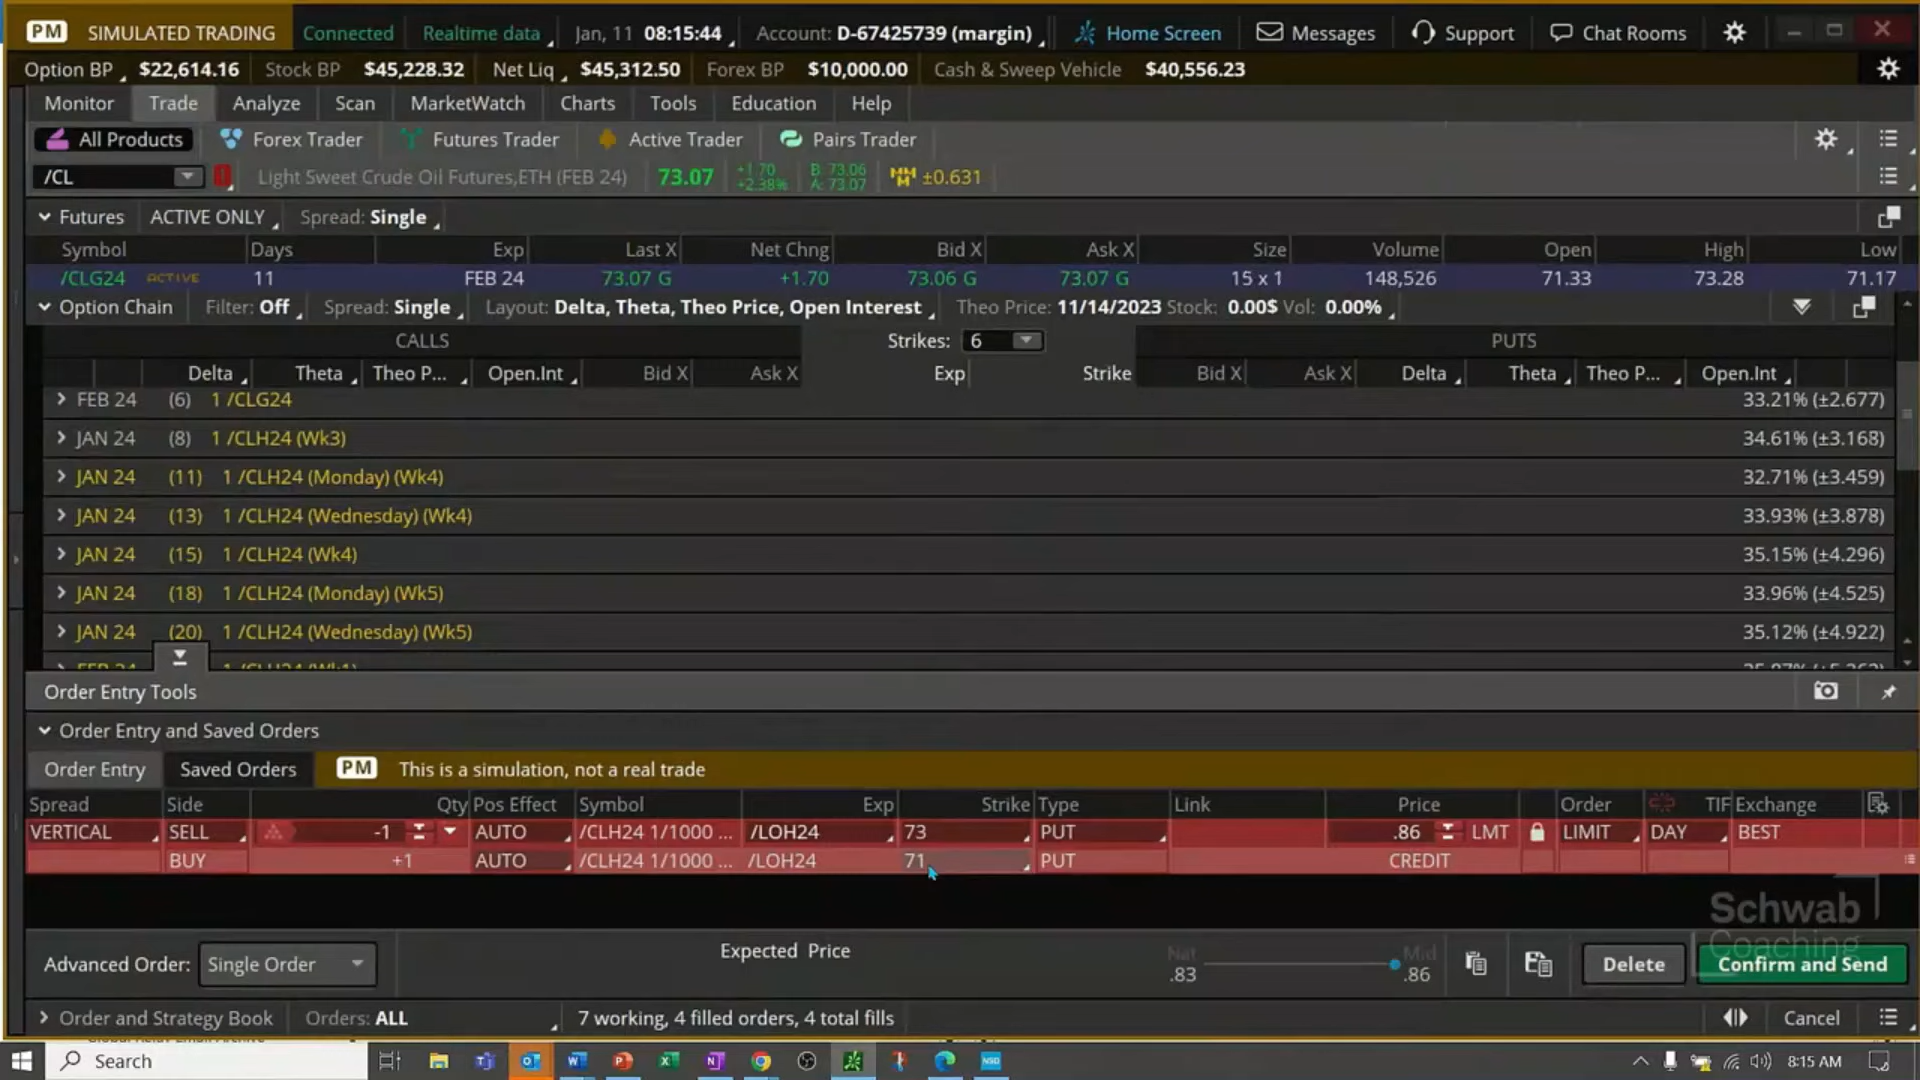 PM SIMULATED TRADING Connected Realtime data Jan, 11 08:15:44 Account: D-67425739 (margin) Home Screen Messages Support Chat Rooms
Option BP $22,614.16 Stock BP $45,228.32 Net Liq $45,312.50 Forex BP $10,000.00 Cash & Sweep Vehicle $40,556.23
Monitor Trade Analyze Scan MarketWatch Charts Tools Education Help
All Products Forex Trader Futures Trader Active Trader Pairs Trader
/CL Light Sweet Crude Oil Futures,ETH (FEB 24) 73.07 +1.70 +2.38% B: 73.06 A: 73.07 ±0.631
Futures ACTIVE ONLY Spread: Single
Symbol Days Exp Last X Net Chng Bid X Ask X Size Volume Open High Low
/CLG24 ACTIVE 11 FEB 24 73.07 G +1.70 73.06 G 73.07 G 15 x 1 148,526 71.33 73.28 71.17
Option Chain Filter: Off Spread: Single Layout: Delta, Theta, Theo Price, Open Interest Theo Price: 11/14/2023 Stock: 0.00$ Vol: 0.00%
CALLS Strikes: 6 PUTS
Delta Theta Theo P... Open.Int Bid X Ask X Exp Strike Bid X Ask X Delta Theta Theo P... Open.Int
FEB 24 (6) 1 /CLG24 33.21% (±2.677)
JAN 24 (8) 1 /CLH24 (Wk3) 34.61% (±3.168)
JAN 24 (11) 1 /CLH24 (Monday) (Wk4) 32.71% (±3.459)
JAN 24 (13) 1 /CLH24 (Wednesday) (Wk4) 33.93% (±3.878)
JAN 24 (15) 1 /CLH24 (Wk4) 35.15% (±4.296)
JAN 24 (18) 1 /CLH24 (Monday) (Wk5) 33.96% (±4.525)
JAN 24 (20) 1 /CLH24 (Wednesday) (Wk5) 35.12% (±4.922)
Order Entry Tools
Order Entry and Saved Orders
Order Entry Saved Orders PM This is a simulation, not a real trade
Spread Side Qty Pos Effect Symbol Exp Strike Type Link Price Order TIF Exchange
VERTICAL SELL -1 AUTO /CLH24 1/1000 ... /LOH24 73 PUT .86 LMT LIMIT DAY BEST
BUY +1 AUTO /CLH24 1/1000 ... /LOH24 71 PUT CREDIT
Schwab
Coaching
Advanced Order: Single Order Expected Price Nat .83 Mid .86 Delete Confirm and Send
Order and Strategy Book Orders: ALL 7 working, 4 filled orders, 4 total fills Cancel
Search 8:15 AM